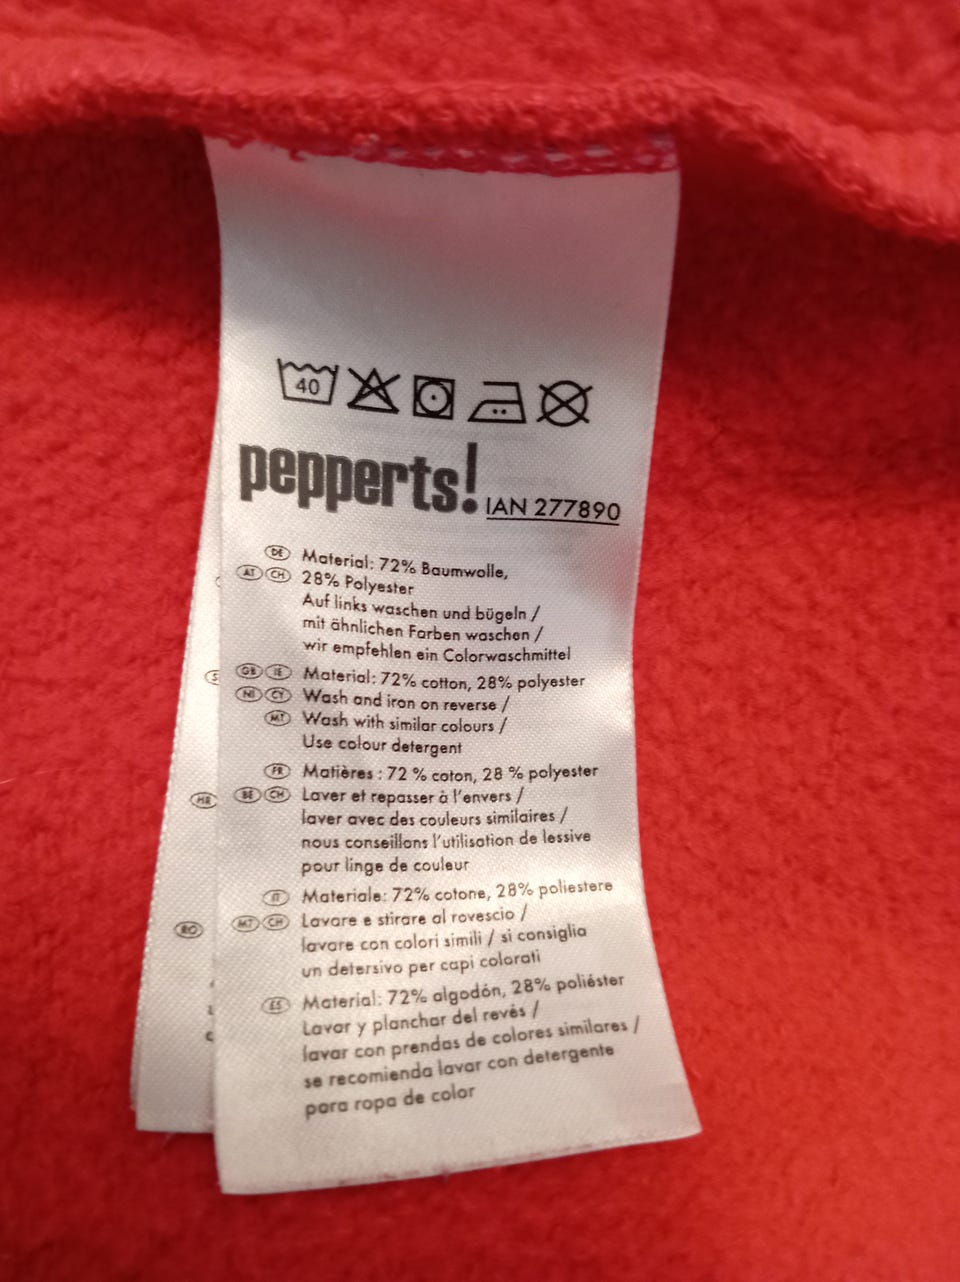 40
pepperts! IAN 277890
DE Material: 72% Baumwolle,
AT CH 28% Polyester
Auf links waschen und bügeln /
mit ähnlichen Farben waschen /
wir empfehlen ein Colorwaschmittel
GB IE Material: 72% cotton, 28% polyester
NI CY Wash and iron on reverse /
MT Wash with similar colours /
Use colour detergent
FR Matières : 72 % coton, 28 % polyester
BE CH Laver et repasser à l'envers /
laver avec des couleurs similaires /
nous conseillons l'utilisation de lessive
pour linge de couleur
IT Materiale: 72% cotone, 28% poliestere
MT CH Lavare e stirare al rovescio /
lavare con colori simili / si consiglia
un detersivo per capi colorati
ES Material: 72% algodón, 28% poliéster
Lavar y planchar del revés /
lavar con prendas de colores similares /
se recomienda lavar con detergente
para ropa de color
HR
RO